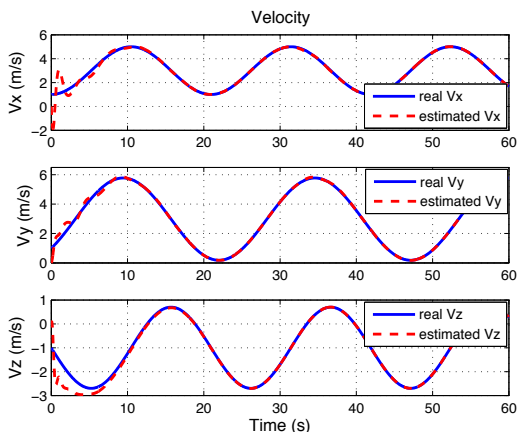 Velocity
6
4
2
0
−2
Vx (m/s)
real Vx
estimated Vx
0 10 20 30 40 50 60
6
4
2
0
Vy (m/s)
real Vy
estimated Vy
0 10 20 30 40 50 60
1
0
−1
−2
−3
Vz (m/s)
real Vz
estimated Vz
0 10 20 30 40 50 60
Time (s)